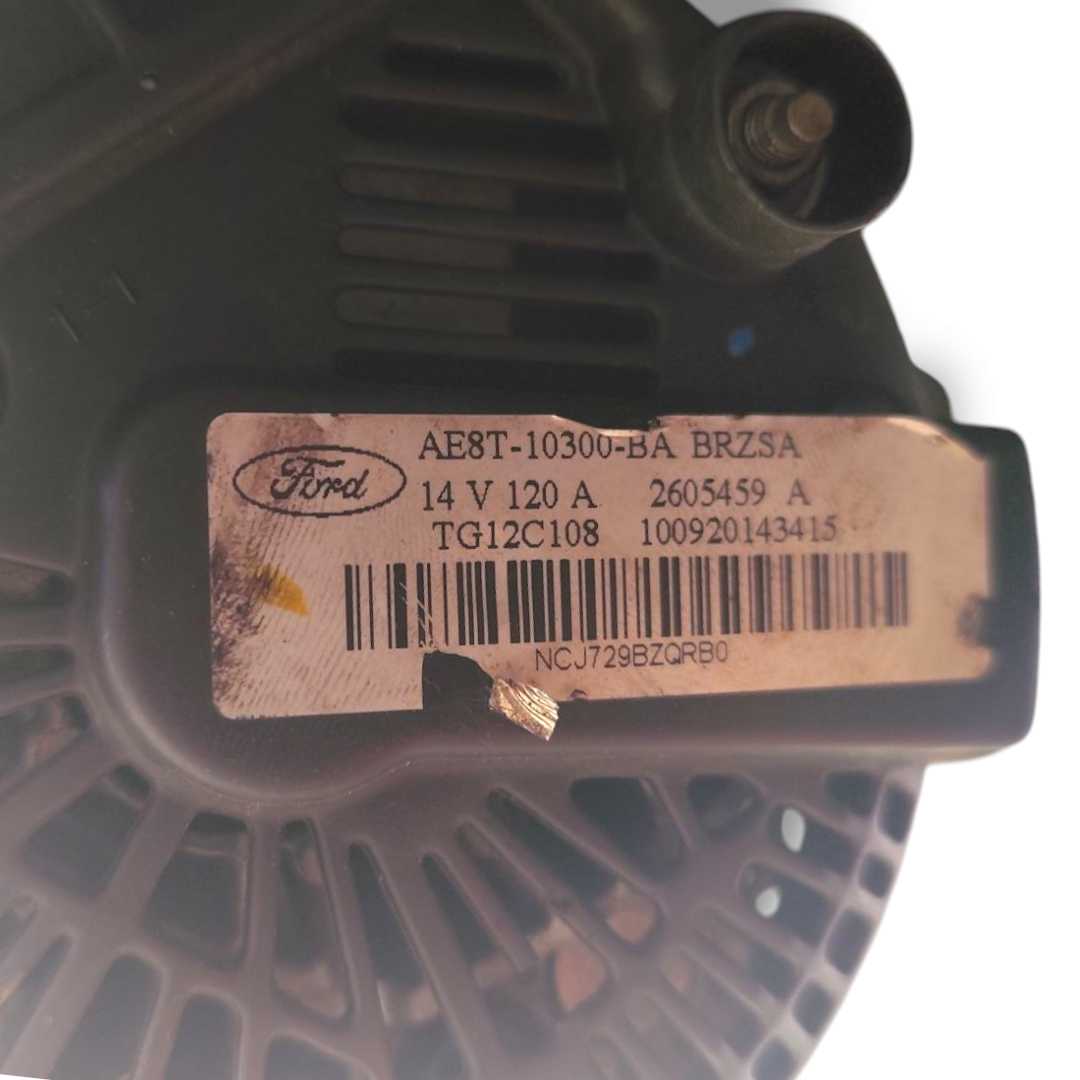 Ford
AE8T-10300-BA BRZSA
14 V 120 A 2605459 A
TG12C108 100920143415
NCJ729BZQRB0